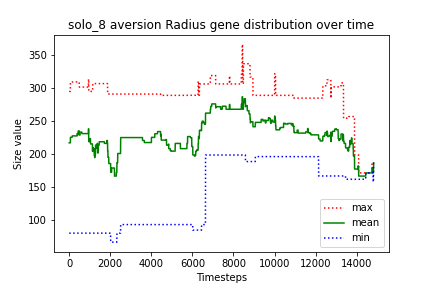 solo_8 aversion Radius gene distribution over time
350
300
250
200
150
100
Size value
0
2000
4000
6000
8000
10000
12000
14000
Timesteps
max
mean
min